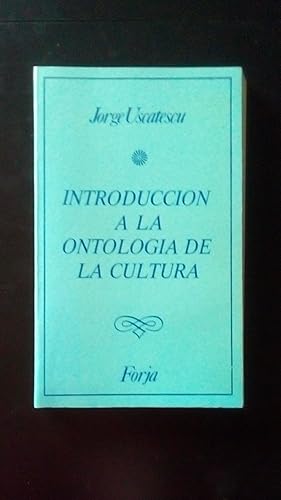 Jorge Uscatescu
INTRODUCCION
A LA
ONTOLOGIA DE
LA CULTURA
Forja